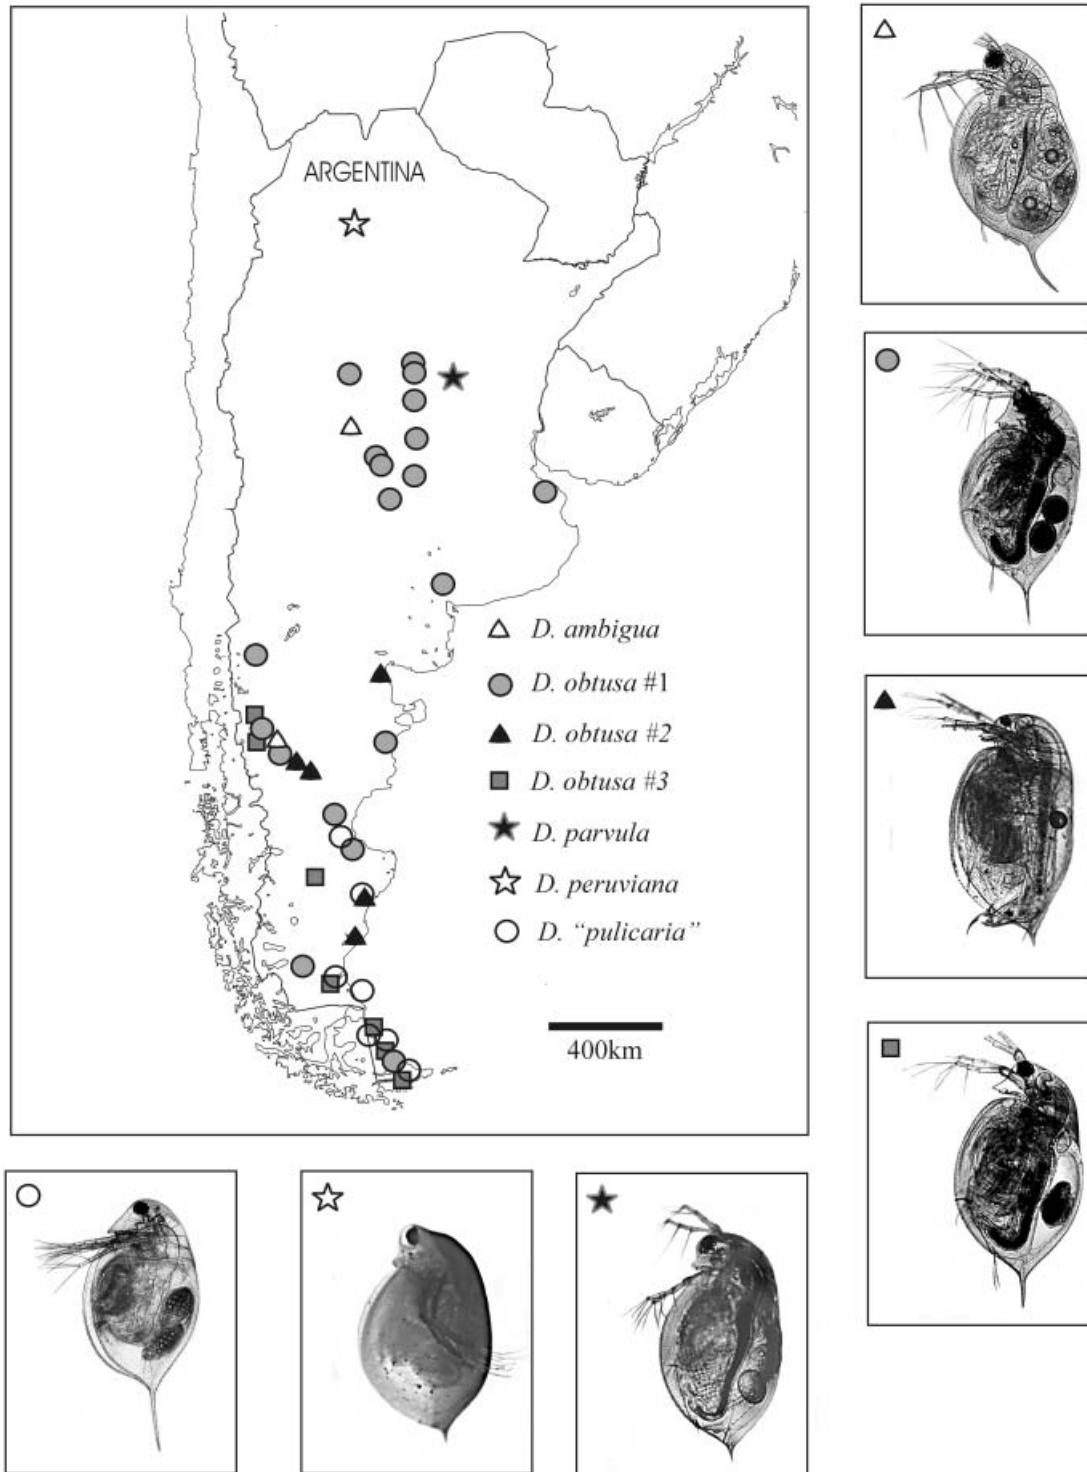 ARGENTINA
D. ambigua
D. obtusa #1
D. obtusa #2
D. obtusa #3
D. parvula
D. peruviana
D. “pulicaria”
400km